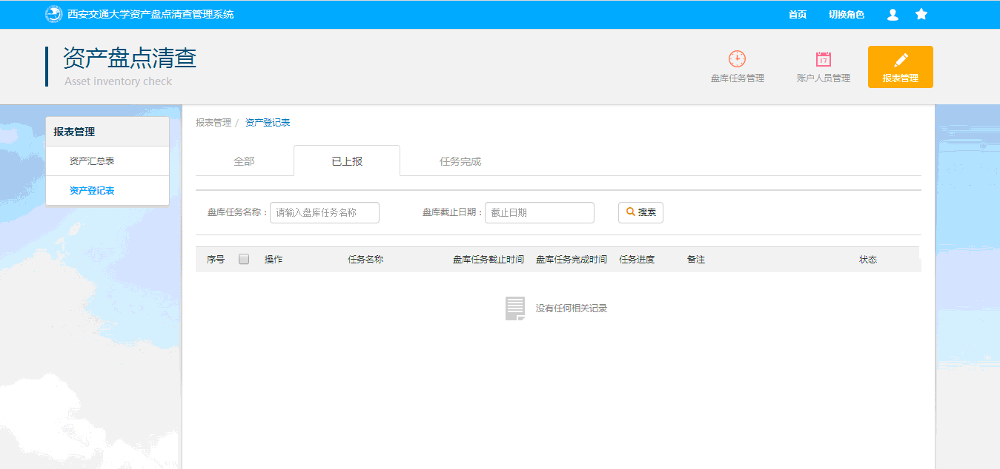 西安交通大学资产盘点清查管理系统
首页 切换角色
资产盘点清查
Asset inventory check
盘库任务管理
17
账户人员管理
报表管理
报表管理
资产汇总表
资产登记表
报表管理 / 资产登记表
全部 已上报 任务完成
盘库任务名称： 请输入盘库任务名称 盘库截止日期： 截止日期 搜索
序号 操作 任务名称 盘库任务截止时间 盘库任务完成时间 任务进度 备注 状态
没有任何相关记录